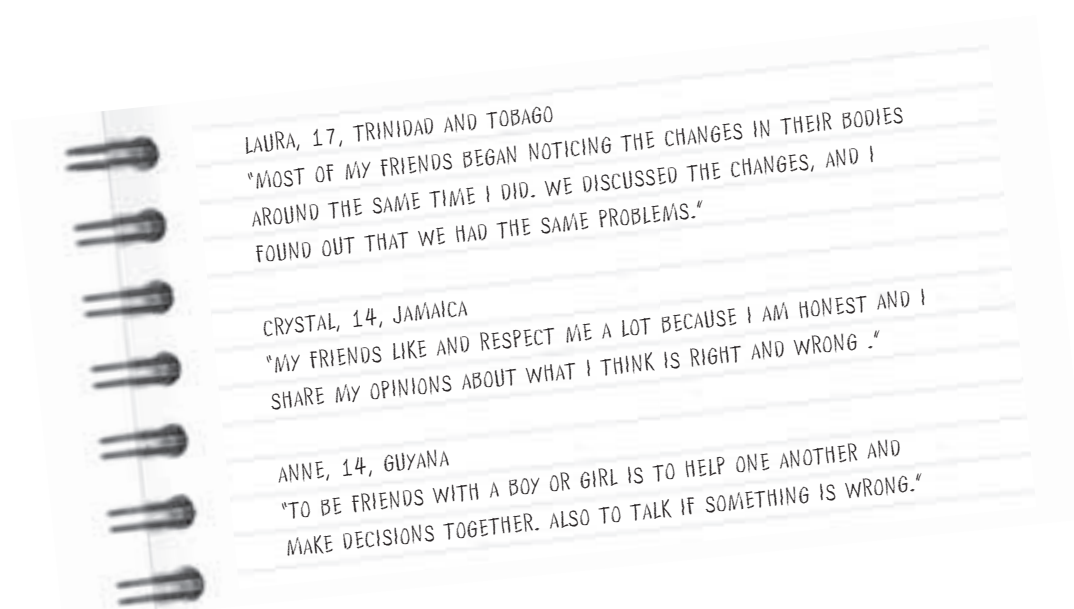 LAURA, 17, TRINIDAD AND TOBAGO
"MOST OF MY FRIENDS BEGAN NOTICING THE CHANGES IN THEIR BODIES
AROUND THE SAME TIME I DID. WE DISCUSSED THE CHANGES, AND I
FOUND OUT THAT WE HAD THE SAME PROBLEMS."
CRYSTAL, 14, JAMAICA
"MY FRIENDS LIKE AND RESPECT ME A LOT BECAUSE I AM HONEST AND I
SHARE MY OPINIONS ABOUT WHAT I THINK IS RIGHT AND WRONG ."
ANNE, 14, GUYANA
"TO BE FRIENDS WITH A BOY OR GIRL IS TO HELP ONE ANOTHER AND
MAKE DECISIONS TOGETHER. ALSO TO TALK IF SOMETHING IS WRONG."